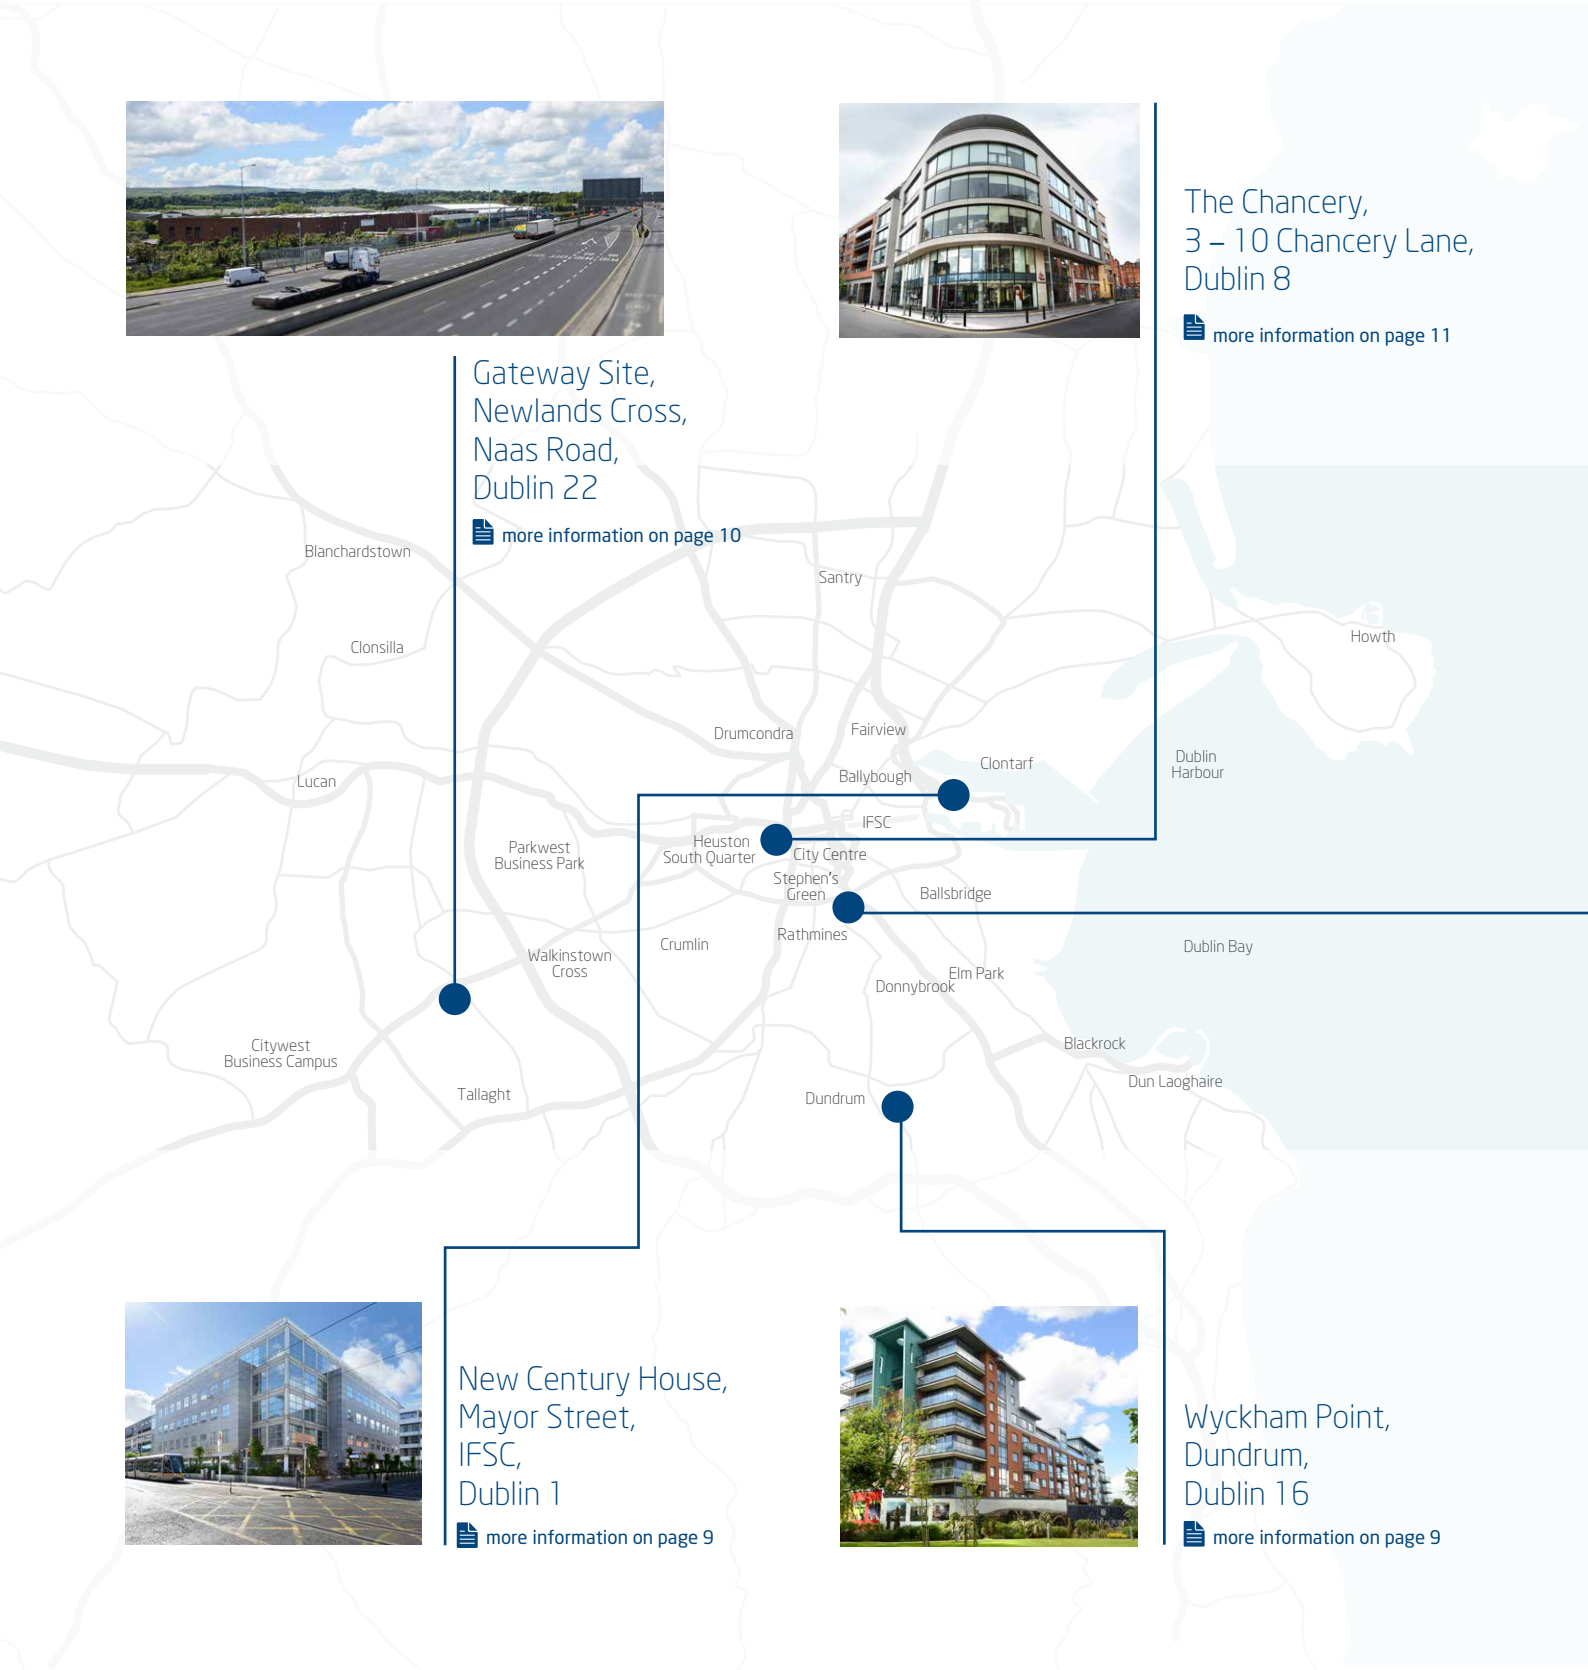 The Chancery,
3 – 10 Chancery Lane,
Dublin 8
more information on page 11
Gateway Site,
Newlands Cross,
Naas Road,
Dublin 22
more information on page 10
Blanchardstown
Santry
Clonsilla
Howth
Drumcondra
Fairview
Dublin
Harbour
Clontarf
Ballybough
Lucan
IFSC
Parkwest
Business Park
Heuston
South Quarter
City Centre
Stephen's
Green
Ballsbridge
Rathmines
Crumlin
Dublin Bay
Walkinstown
Cross
Elm Park
Donnybrook
Citywest
Business Campus
Blackrock
Dun Laoghaire
Tallaght
Dundrum
New Century House,
Mayor Street,
IFSC,
Dublin 1
more information on page 9
Wyckham Point,
Dundrum,
Dublin 16
more information on page 9